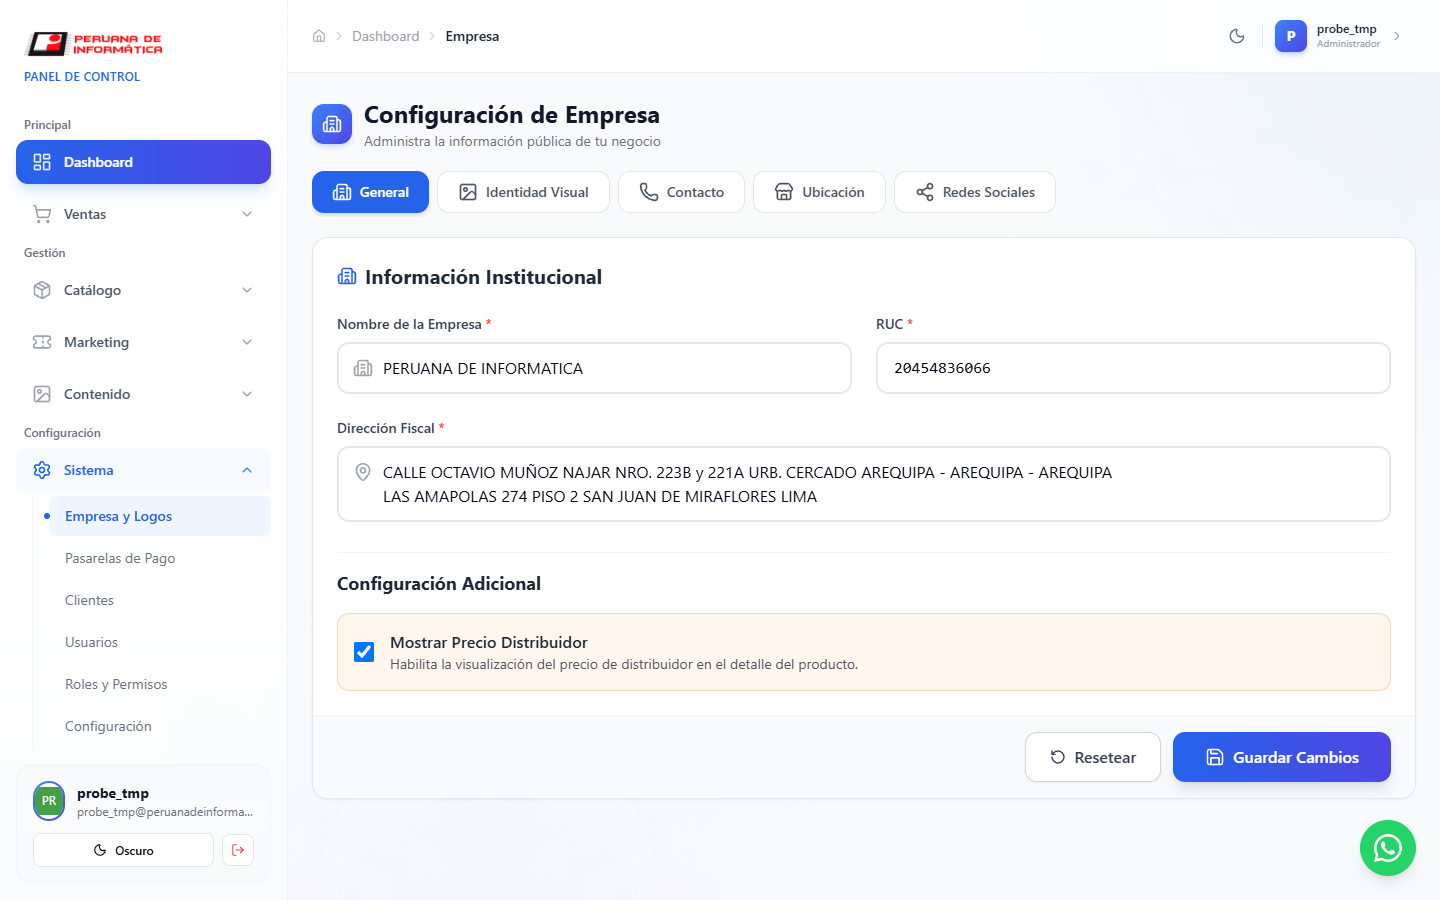 PERUANA DE
INFORMÁTICA
PANEL DE CONTROL
Principal
Dashboard
Ventas
Gestión
Catálogo
Marketing
Contenido
Configuración
Sistema
Empresa y Logos
Pasarelas de Pago
Clientes
Usuarios
Roles y Permisos
Configuración
PR
probe_tmp
probe_tmp@peruanadeinforma...
Oscuro
Dashboard
Empresa
P
probe_tmp
Administrador
Configuración de Empresa
Administra la información pública de tu negocio
General
Identidad Visual
Contacto
Ubicación
Redes Sociales
Información Institucional
Nombre de la Empresa *
PERUANA DE INFORMATICA
RUC *
20454836066
Dirección Fiscal *
CALLE OCTAVIO MUÑOZ NAJAR NRO. 223B y 221A URB. CERCADO AREQUIPA - AREQUIPA - AREQUIPA
LAS AMAPOLAS 274 PISO 2 SAN JUAN DE MIRAFLORES LIMA
Configuración Adicional
Mostrar Precio Distribuidor
Habilita la visualización del precio de distribuidor en el detalle del producto.
Resetear
Guardar Cambios